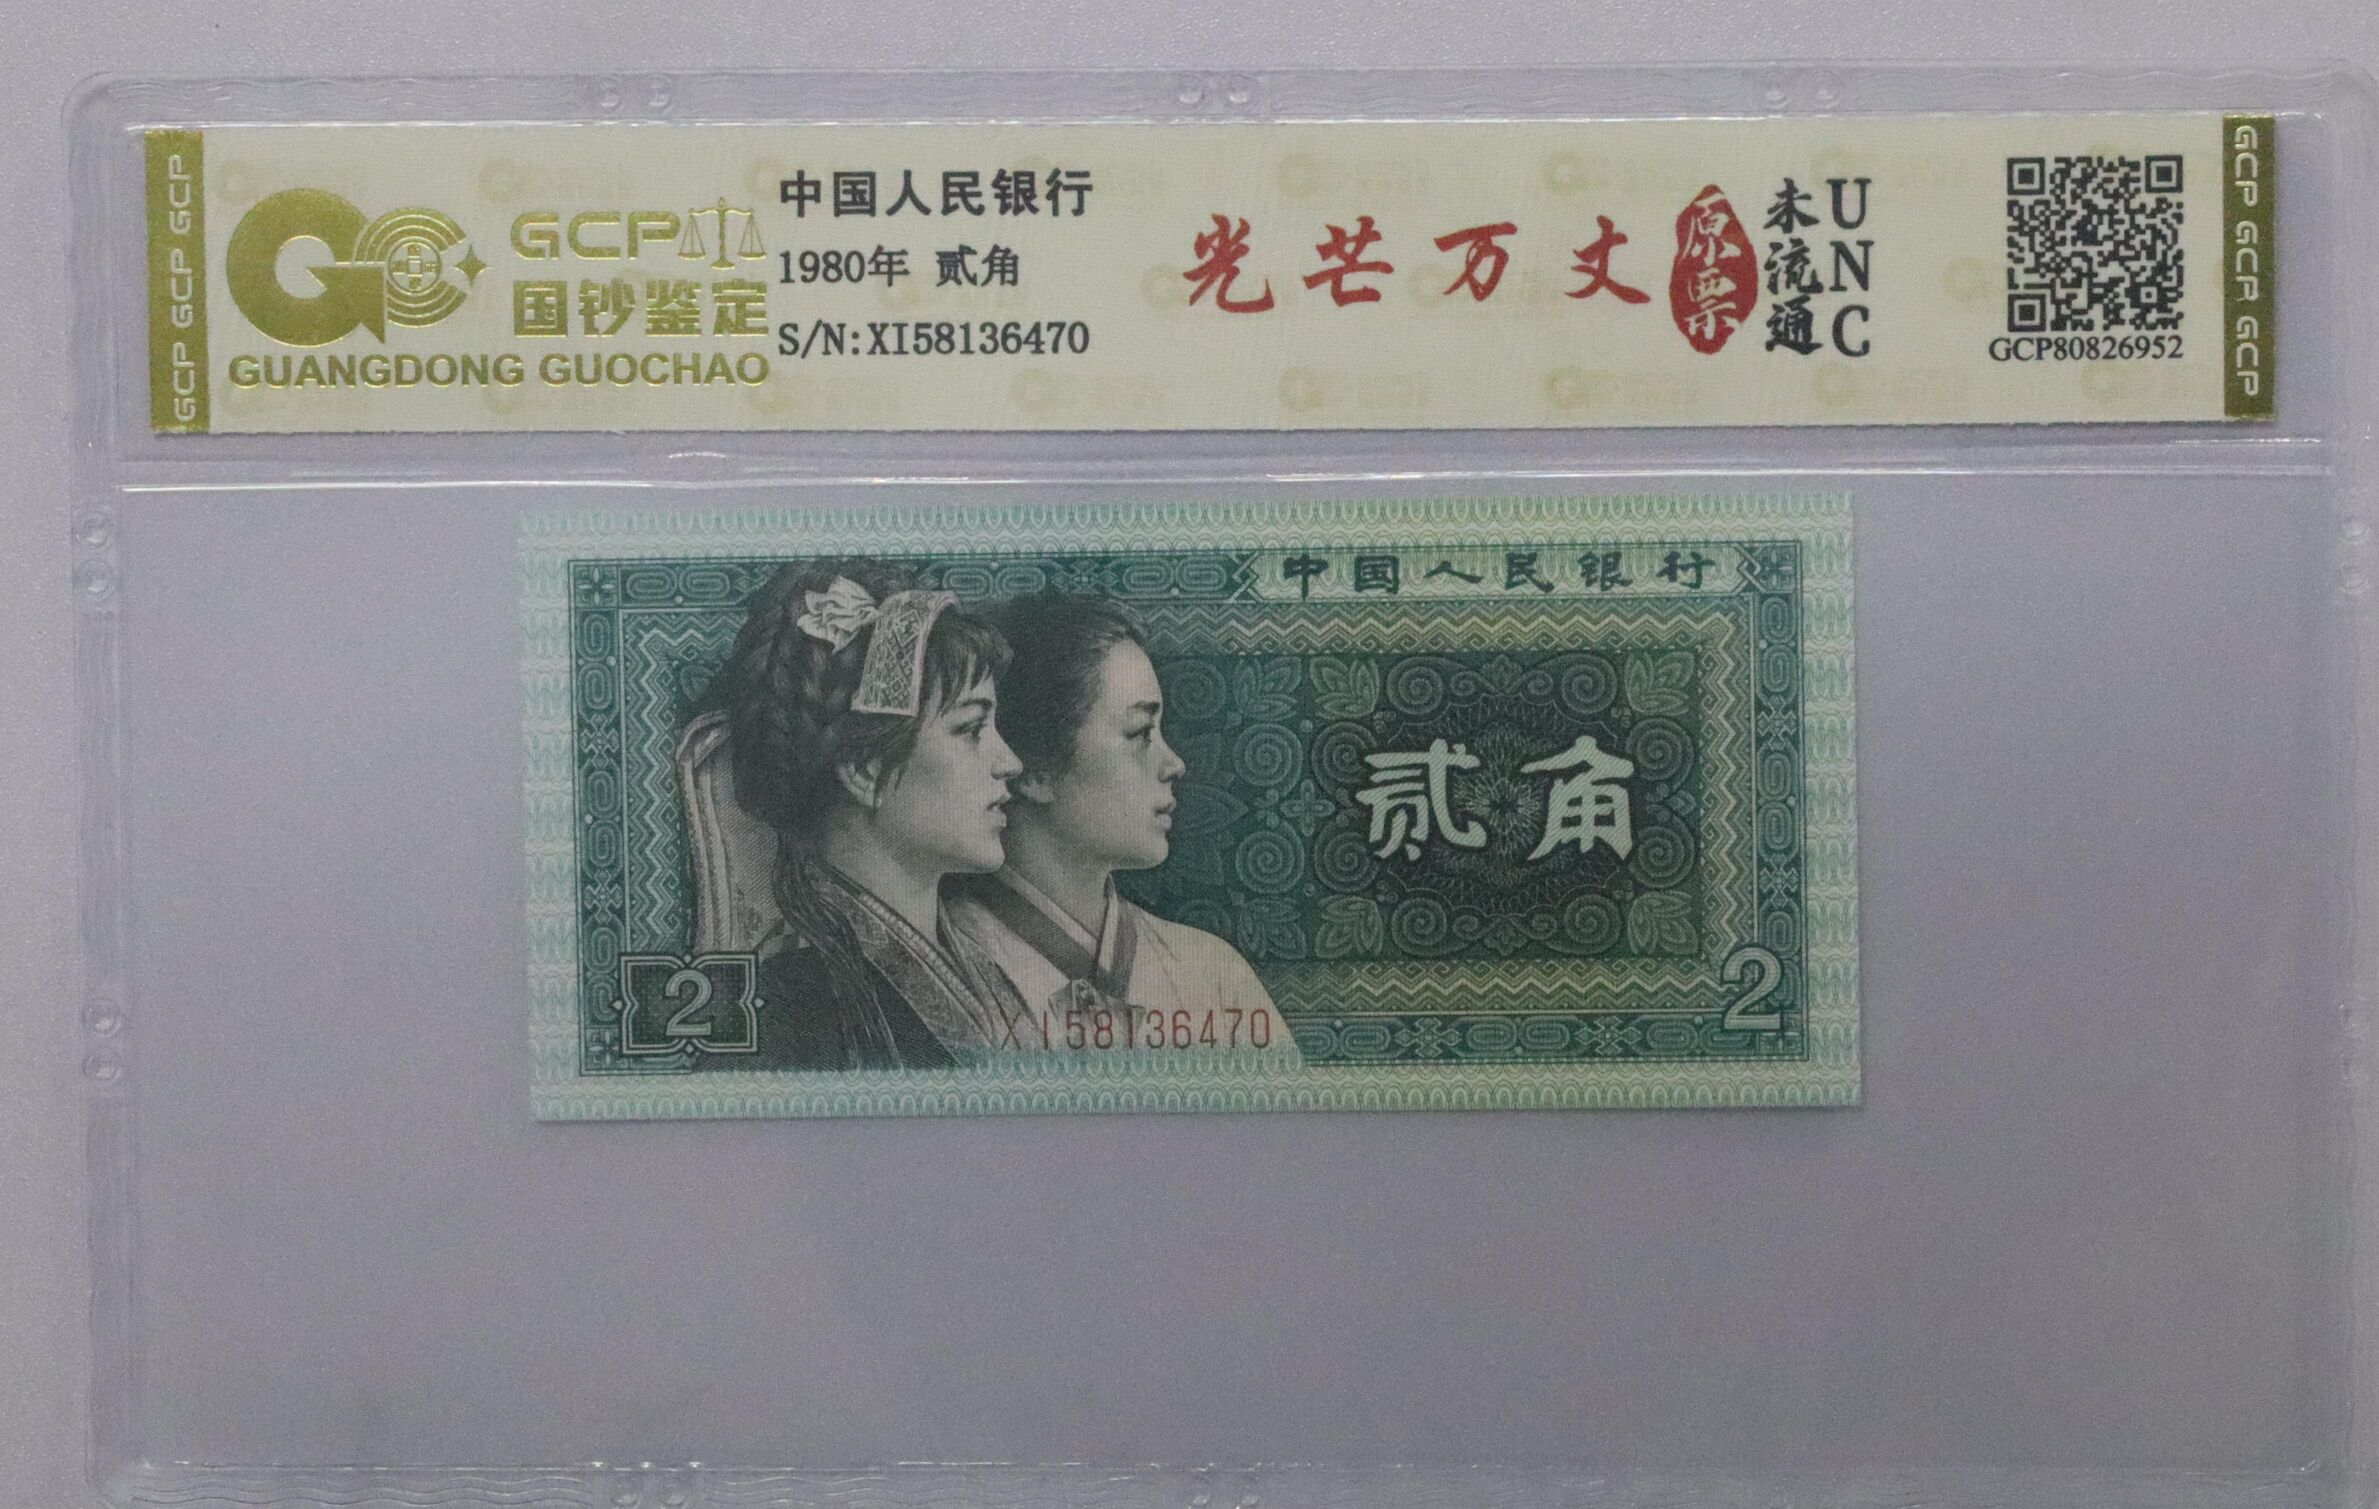 GCP GCP GCP
GCP
国钞鉴定
GUANGDONG GUOCHAO
中国人民银行
1980年 贰角
S/N:XI58136470
光芒万丈
原票
未流通
UNC
GCP80826952
GCP GCP GCP GCP
中国人民银行
贰角
2
2
XI58136470